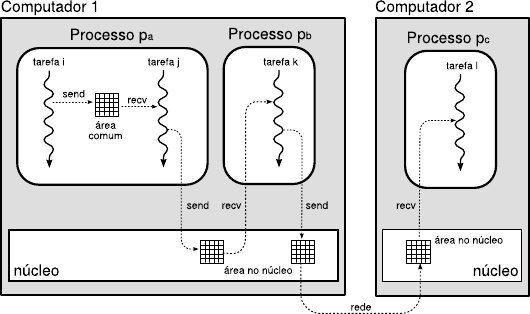 Computador 1
Computador 2
Processo pa
Processo pb
Processo pc
tarefa i
tarefa j
tarefa k
tarefa l
send
recv
área
comum
send
recv
send
recv
área no núcleo
área no núcleo
núcleo
núcleo
rede